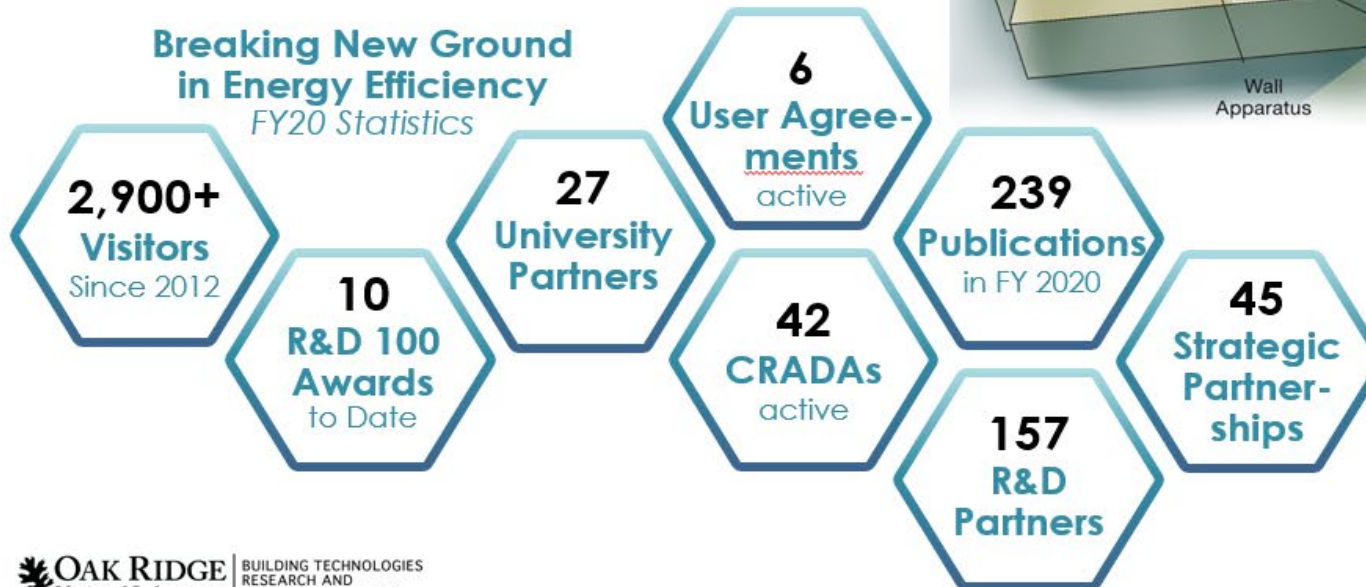 Breaking New Ground
in Energy Efficiency
FY20 Statistics
Wall
Apparatus
2,900+
Visitors
Since 2012
10
R&D 100
Awards
to Date
27
University
Partners
6
User Agree-
ments
active
42
CRADAs
active
239
Publications
in FY 2020
157
R&D
Partners
45
Strategic
Partner-
ships
OAK RIDGE
BUILDING TECHNOLOGIES
RESEARCH AND